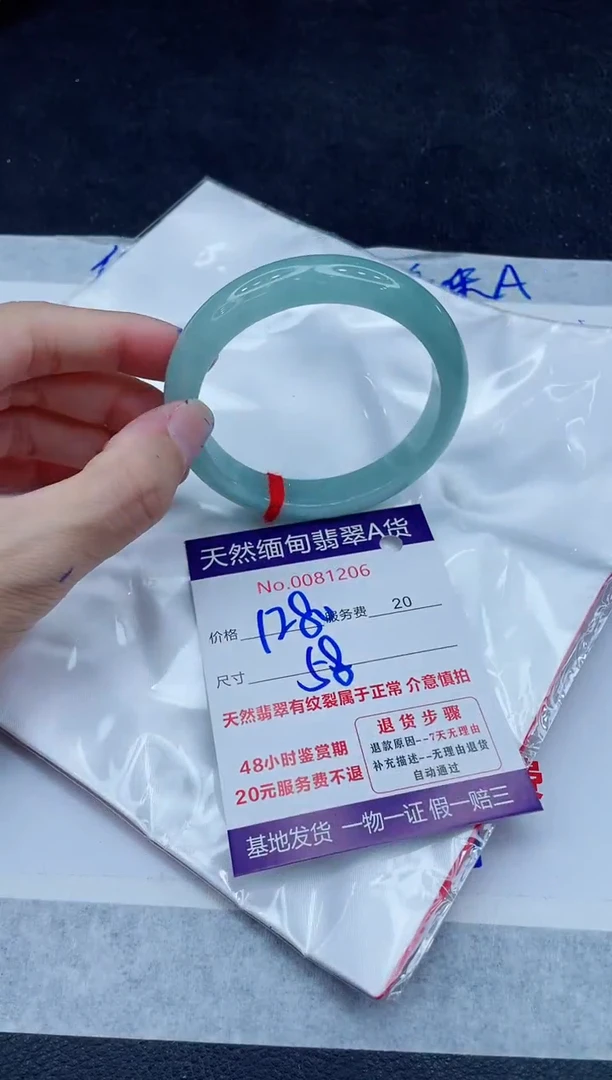 来A
天然缅甸翡翠A货
No.0081206
价格 1280 服务费 20
尺寸 58
天然翡翠有纹裂属于正常 介意慎拍
48小时鉴赏期
20元服务费不退
退货步骤
退款原因--7天无理由
补充描述--无理由退货
自动通过
基地发货 一物一证 假一赔三